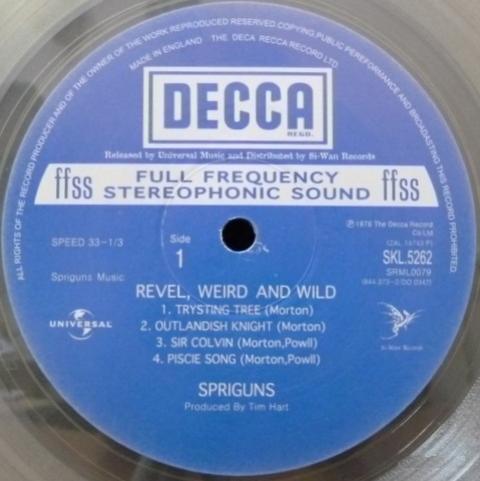 ALL RIGHTS OF THE RECORD PRODUCER AND OF THE OWNER OF THE WORK REPRODUCED RESERVED.COPYING,PUBLIC PEREFORMANCE AND BROADCASTING THIS RECORD PROHIBITED
MADE IN ENGLAND THE DECA RECCA RECORD LTD
DECCA
REGD.
Released by Universal Music and Distributed by Si-Wan Records
ffss FULL FREQUENCY STEREOPHONIC SOUND ffss
SPEED 33-1/3
Side
1
℗ 1976 The Decca Record
Co Ltd
SKL.5262
SRML0079
Spriguns Music
UNIVERSAL
Si-Wan Records
REVEL, WEIRD AND WILD
1. TRYSTING TREE (Morton)
2. OUTLANDISH KNIGHT (Morton)
3. SIR COLVIN (Morton,Powll)
4. PISCIE SONG (Morton,Powll)
SPRIGUNS
Produced By Tim Hart